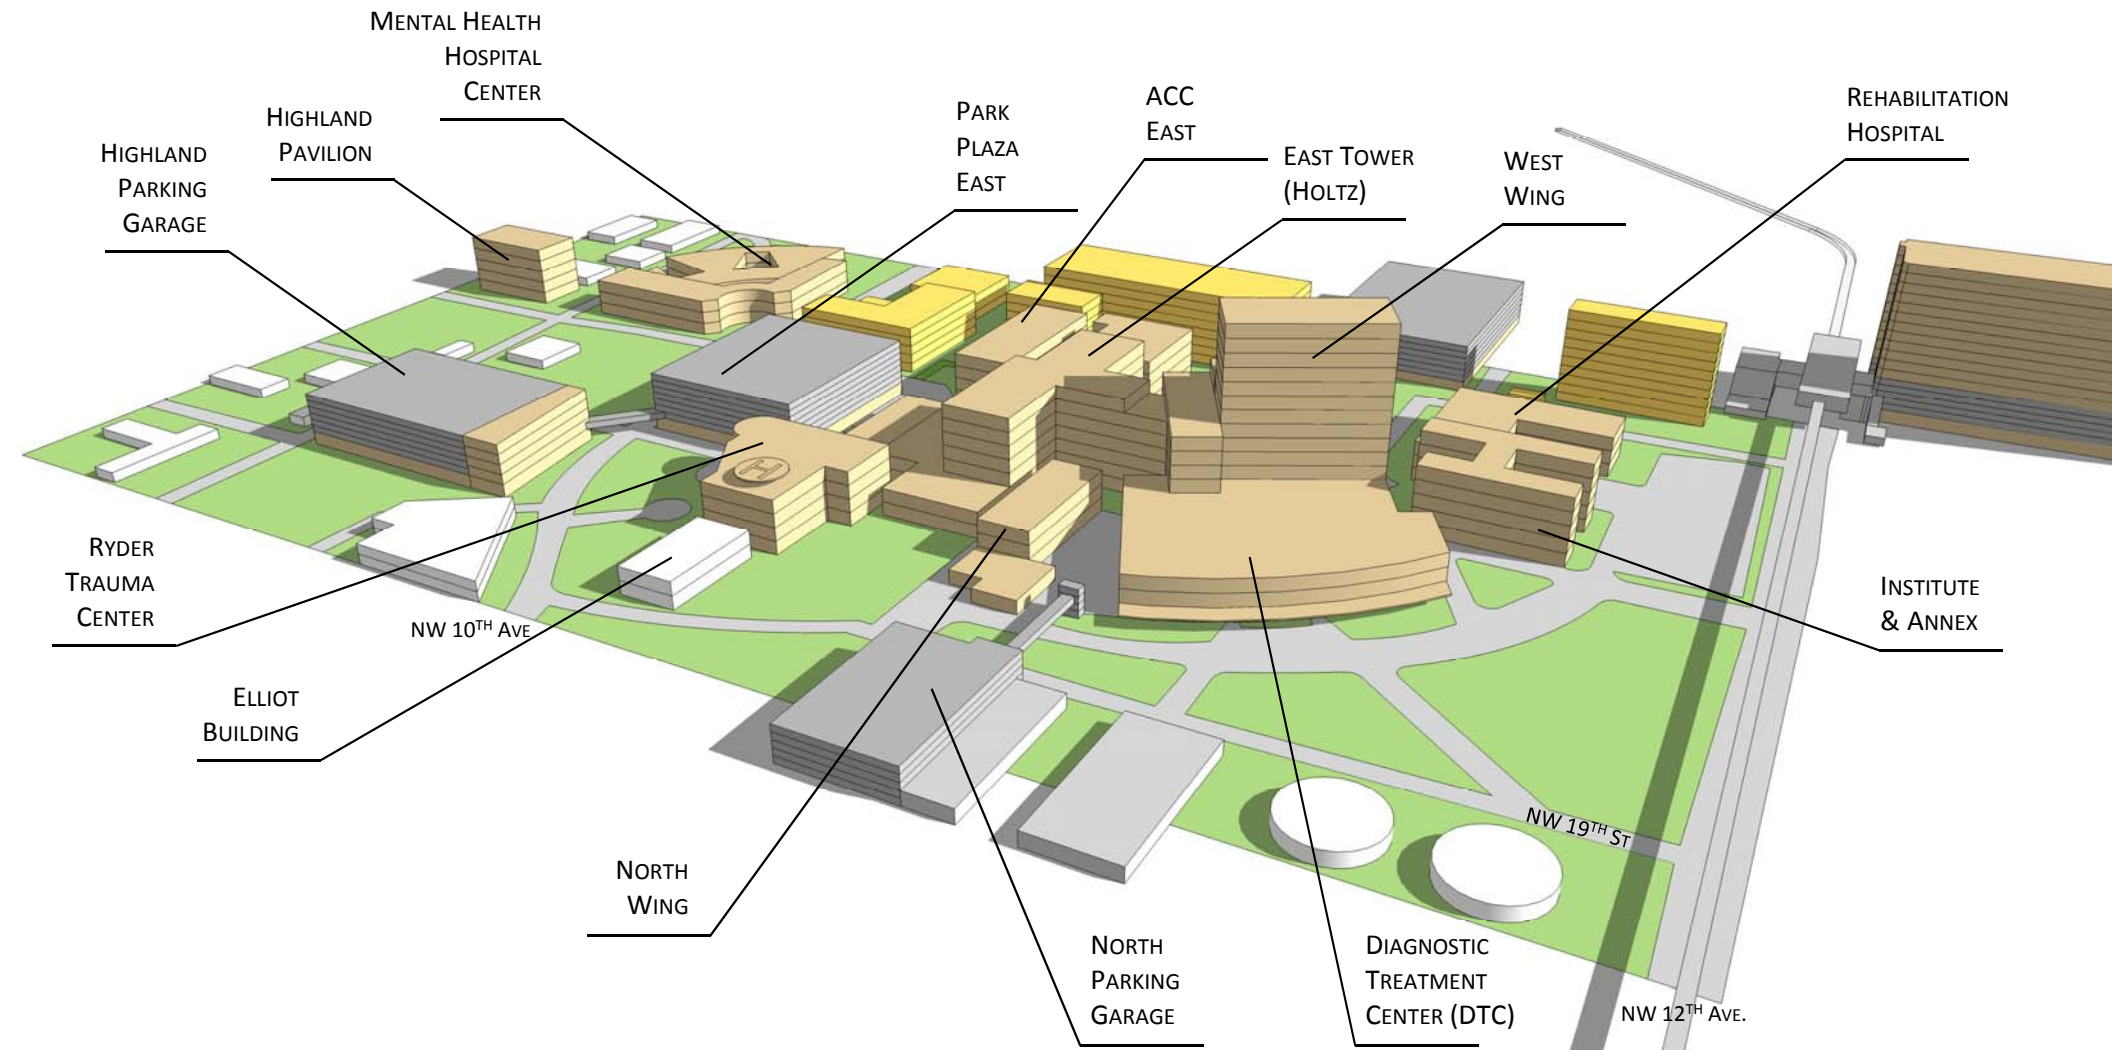 MENTAL HEALTH
HOSPITAL
CENTER
HIGHLAND
PAVILION
HIGHLAND
PARKING
GARAGE
PARK
PLAZA
EAST
ACC
EAST
EAST TOWER
(HOLTZ)
WEST
WING
REHABILITATION
HOSPITAL
H
RYDER
TRAUMA
CENTER
NW 10TH AVE
ELLIOT
BUILDING
INSTITUTE
& ANNEX
NW 19TH ST
NORTH
WING
NORTH
PARKING
GARAGE
DIAGNOSTIC
TREATMENT
CENTER (DTC)
NW 12TH AVE.